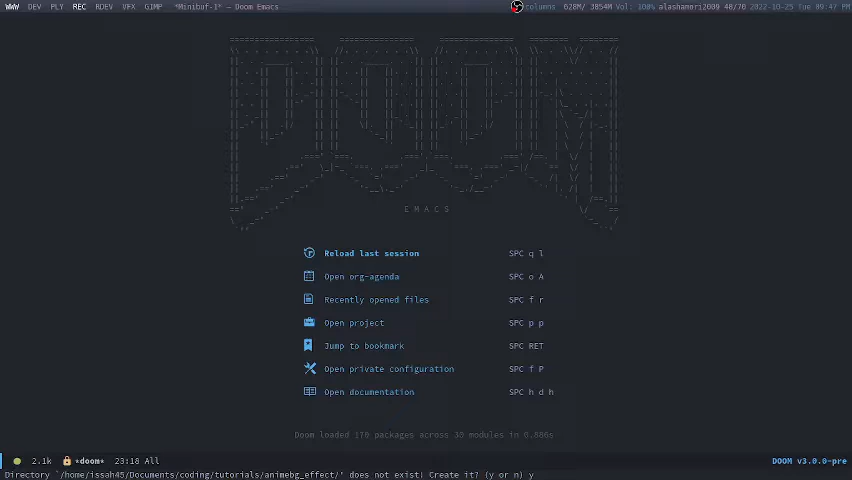 WWW DEV PLY REC RDEV VFX GIMP *Minibuf-1* – Doom Emacs columns 628M/ 3854M Vol: 100% alashamori2009 48/70 2022-10-25 Tue 09:47 PM
E M A C S
Reload last session SPC q l
Open org-agenda SPC o A
Recently opened files SPC f r
Open project SPC p p
Jump to bookmark SPC RET
Open private configuration SPC f P
Open documentation SPC h d h
Doom loaded 170 packages across 30 modules in 0.886s
2.1k *doom* 23:18 All DOOM v3.0.0-pre
Directory `/home/issah45/Documents/coding/tutorials/animebg_effect/' does not exist! Create it? (y or n) y